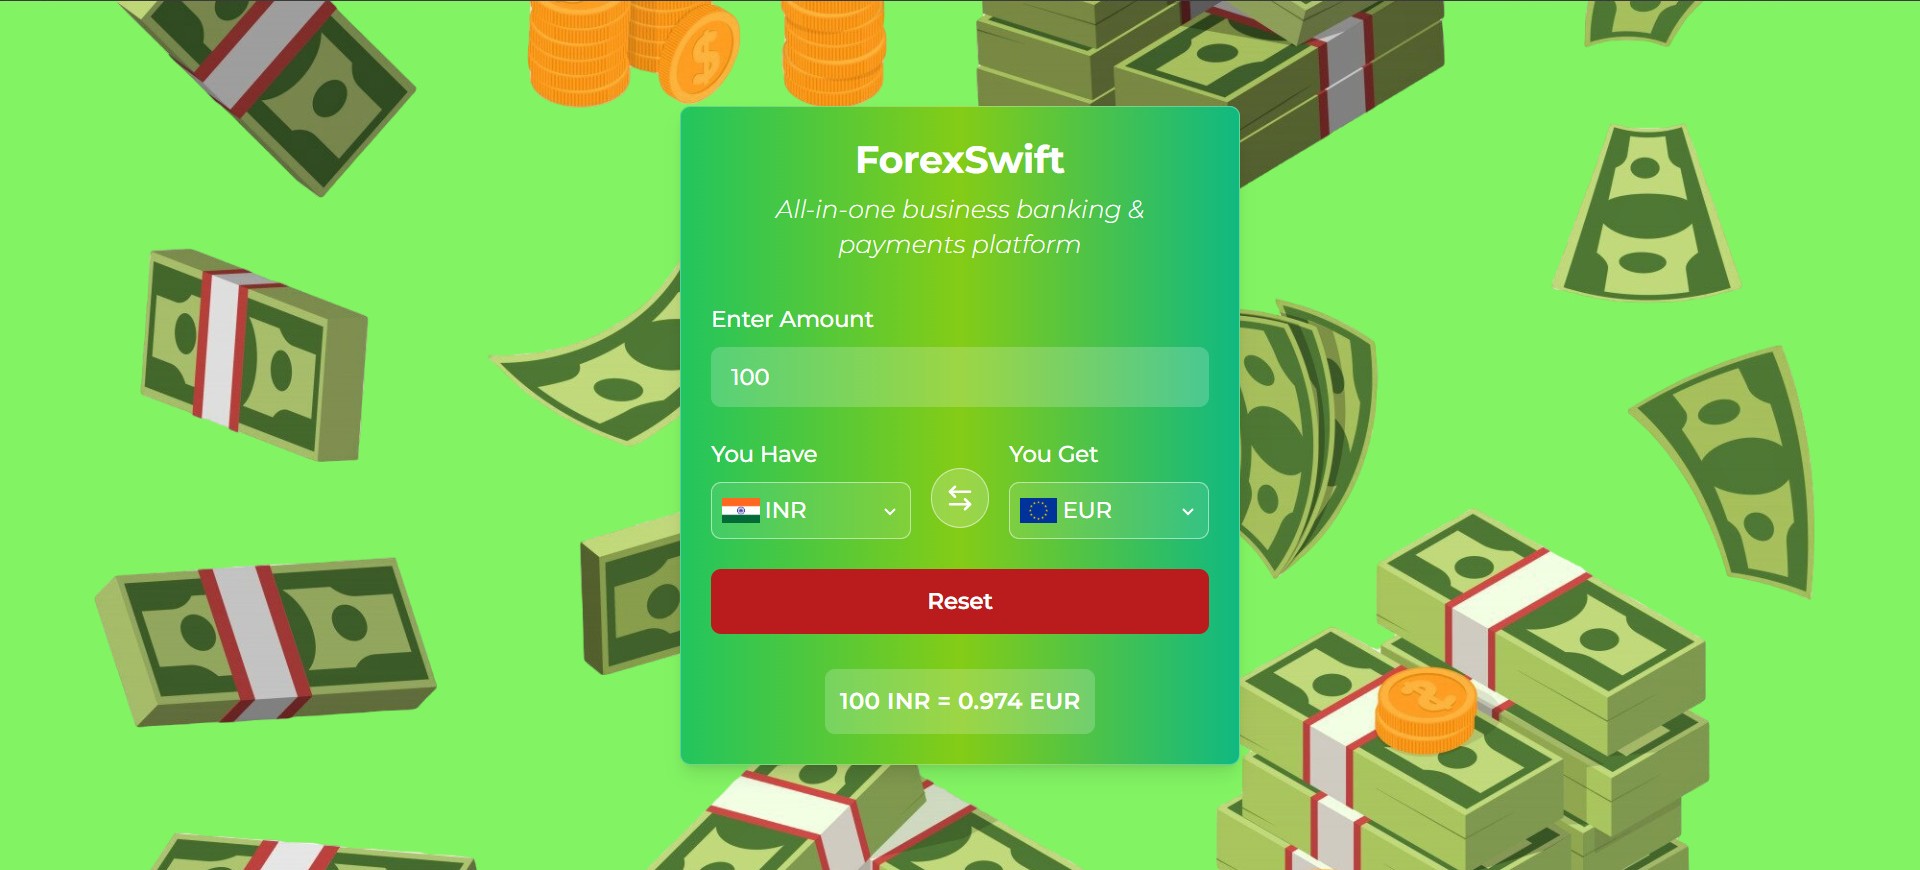 ForexSwift
All-in-one business banking &
payments platform
Enter Amount
100
You Have
You Get
INR
EUR
Reset
100 INR = 0.974 EUR